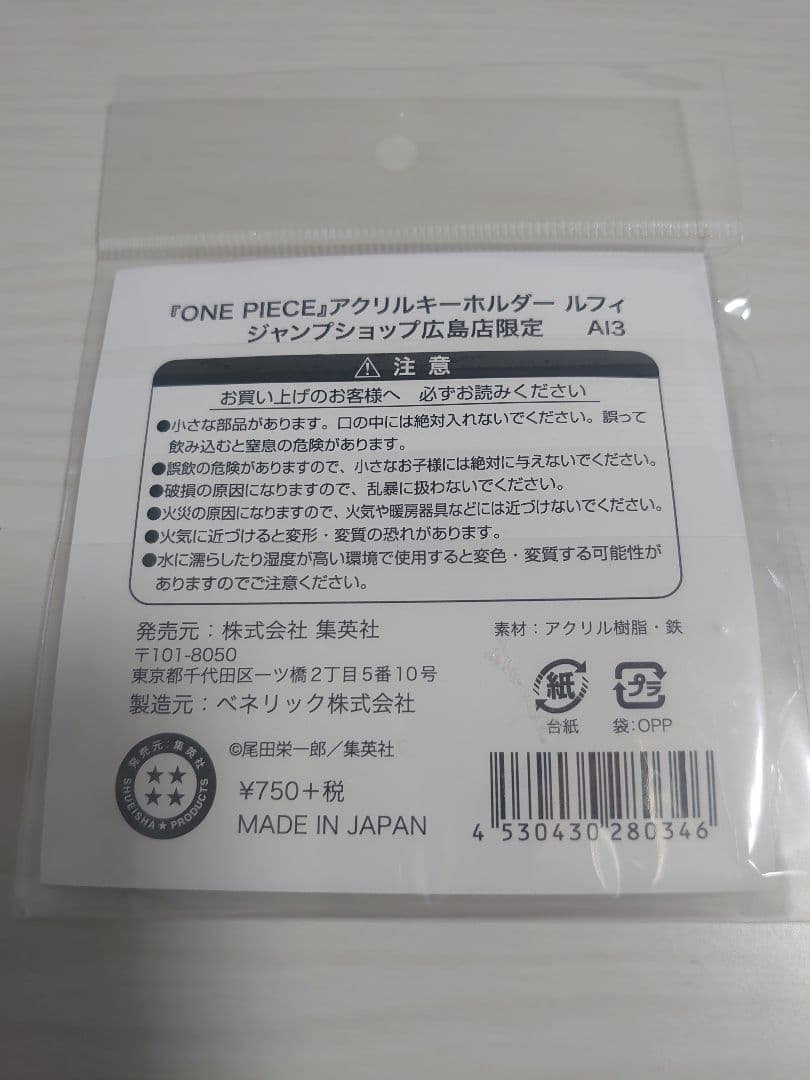 『ONE PIECE』アクリルキーホルダー ルフィ
ジャンプショップ広島店限定 A13
注意
お買い上げのお客様へ 必ずお読みください
●小さな部品があります。口の中には絶対入れないでください。誤って
飲み込むと窒息の危険があります。
●誤飲の危険がありますので、小さなお子様には絶対に与えないでください。
●破損の原因になりますので、乱暴に扱わないでください。
●火災の原因になりますので、火気や暖房器具などには近づけないでください。
●火気に近づけると変形・変質の恐れがあります。
●水に濡らしたり湿度が高い環境で使用すると変色・変質する可能性が
ありますのでご注意ください。
発売元：株式会社 集英社
〒101-8050
東京都千代田区一ツ橋2丁目5番10号
製造元：ベネリック株式会社
素材：アクリル樹脂・鉄
紙
台紙
プラ
袋：OPP
発売元：集英社
SHUEISHA★PRODUCTS
©尾田栄一郎／集英社
¥750+税
MADE IN JAPAN
4 530430 280346